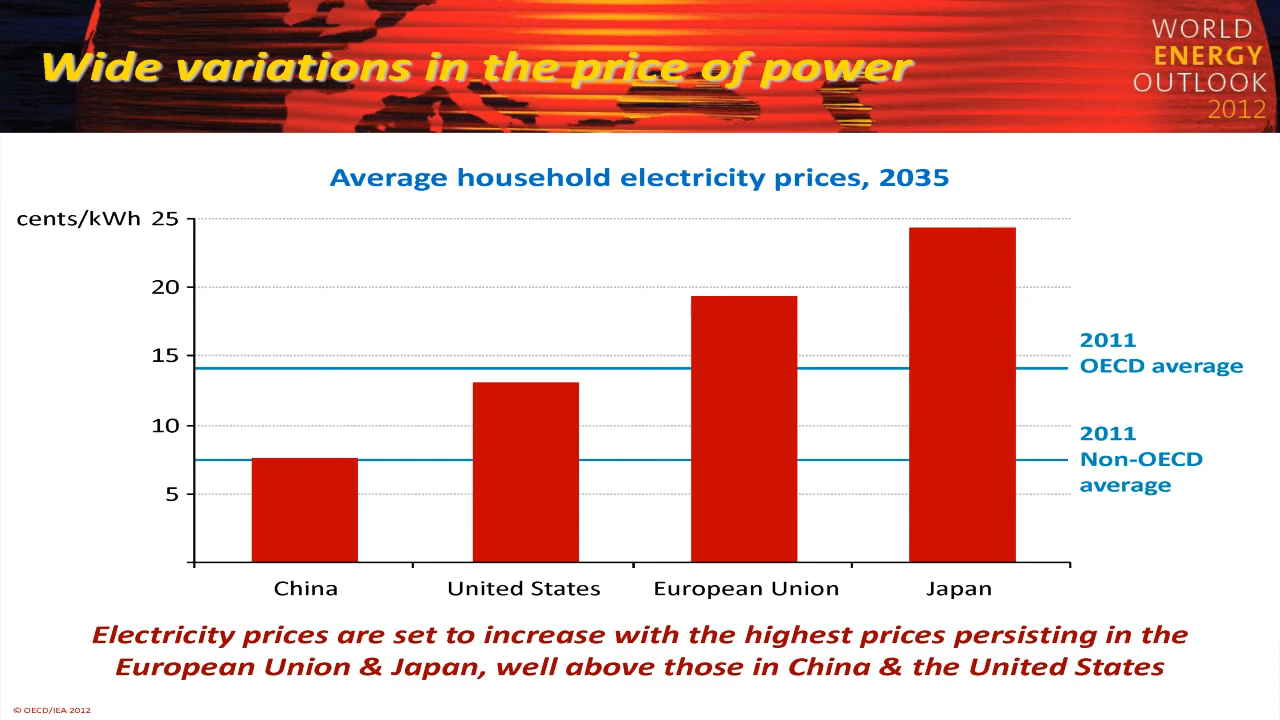 Wide variations in the price of power
WORLD
ENERGY
OUTLOOK
2012
Average household electricity prices, 2035
cents/kWh 25
20
15
10
5
2011
OECD average
2011
Non-OECD
average
China United States European Union Japan
Electricity prices are set to increase with the highest prices persisting in the
European Union & Japan, well above those in China & the United States
© OECD/IEA 2012